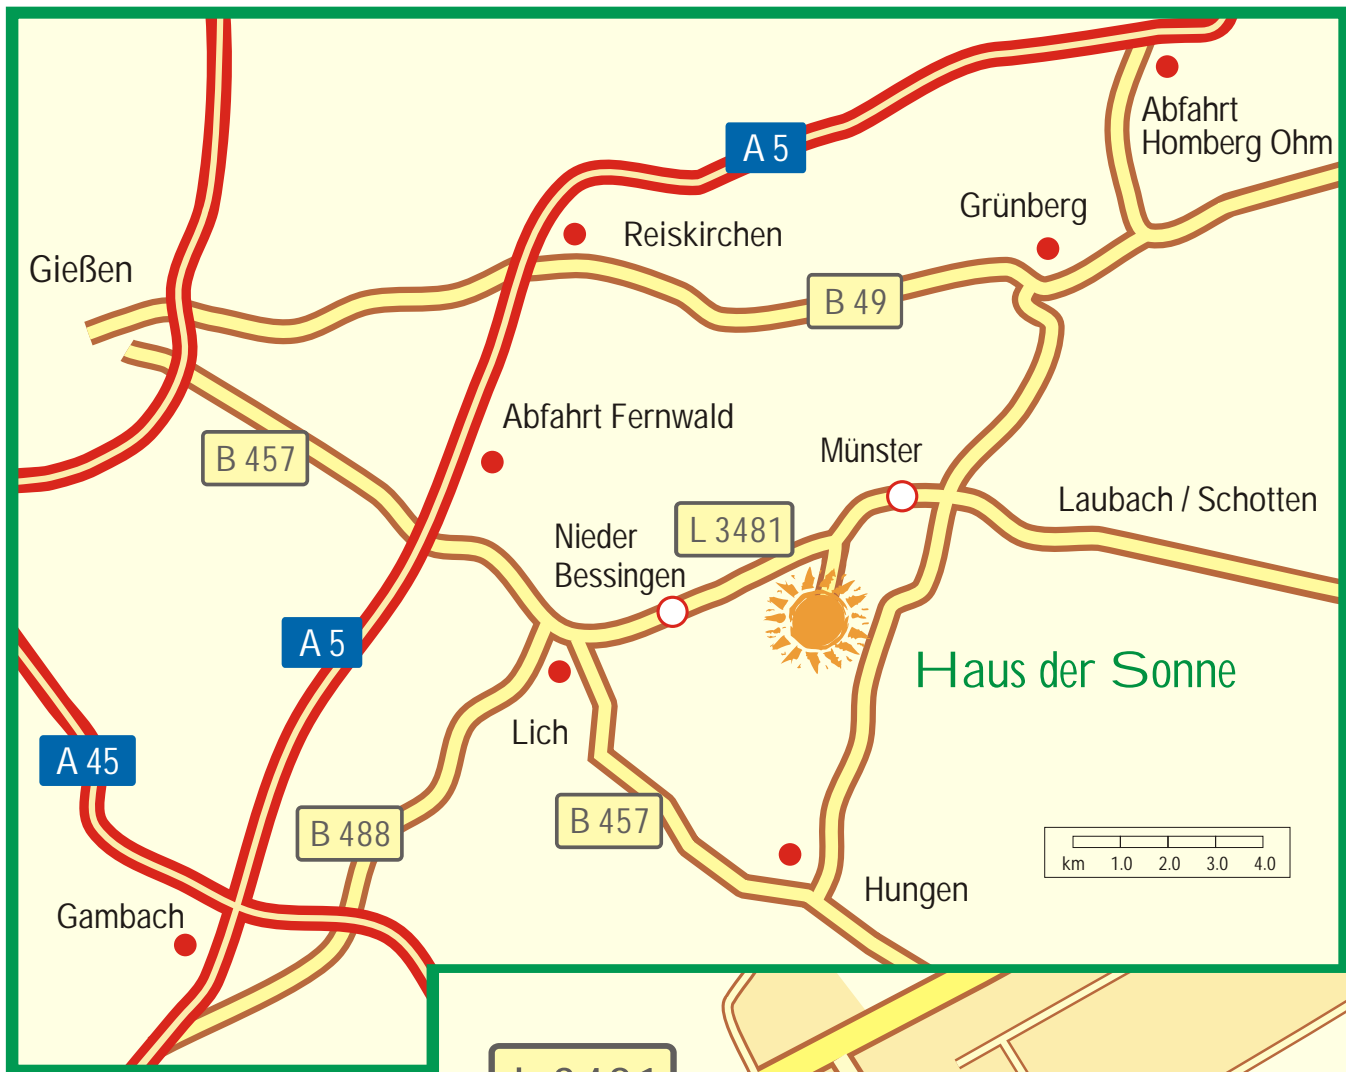 A 5
Abfahrt
Homberg Ohm
Grünberg
Reiskirchen
Gießen
B 49
Abfahrt Fernwald
B 457
Münster
Laubach / Schotten
L 3481
Nieder
Bessingen
A 5
Haus der Sonne
Lich
A 45
B 457
B 488
km 1.0 2.0 3.0 4.0
Hungen
Gambach
L 3481